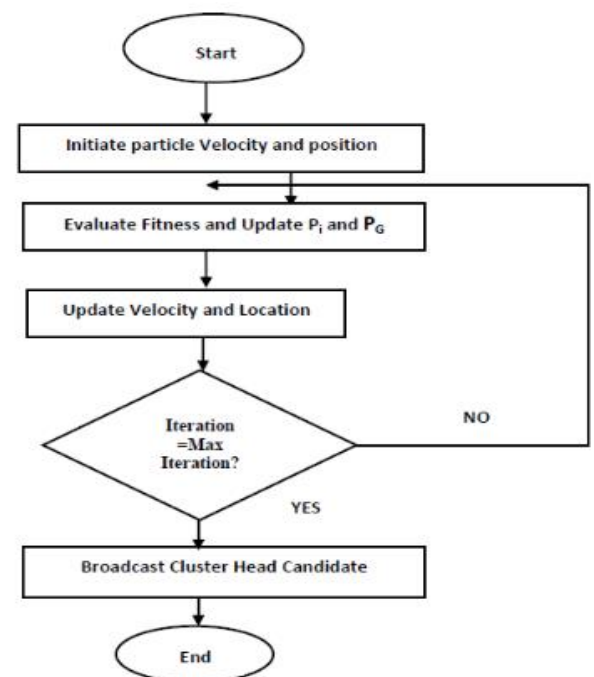 Start
Initiate particle Velocity and position
Evaluate Fitness and Update Pi and PG
Update Velocity and Location
Iteration
=Max
Iteration?
NO
YES
Broadcast Cluster Head Candidate
End